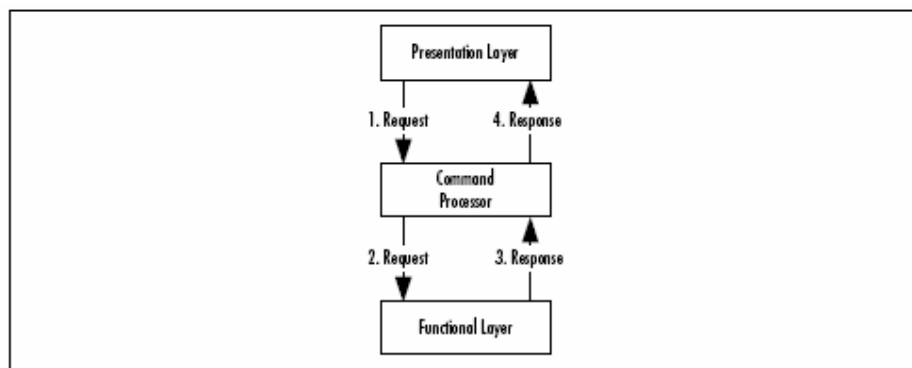 Presentation Layer
1. Request
4. Response
Command
Processor
2. Request
3. Response
Functional Layer